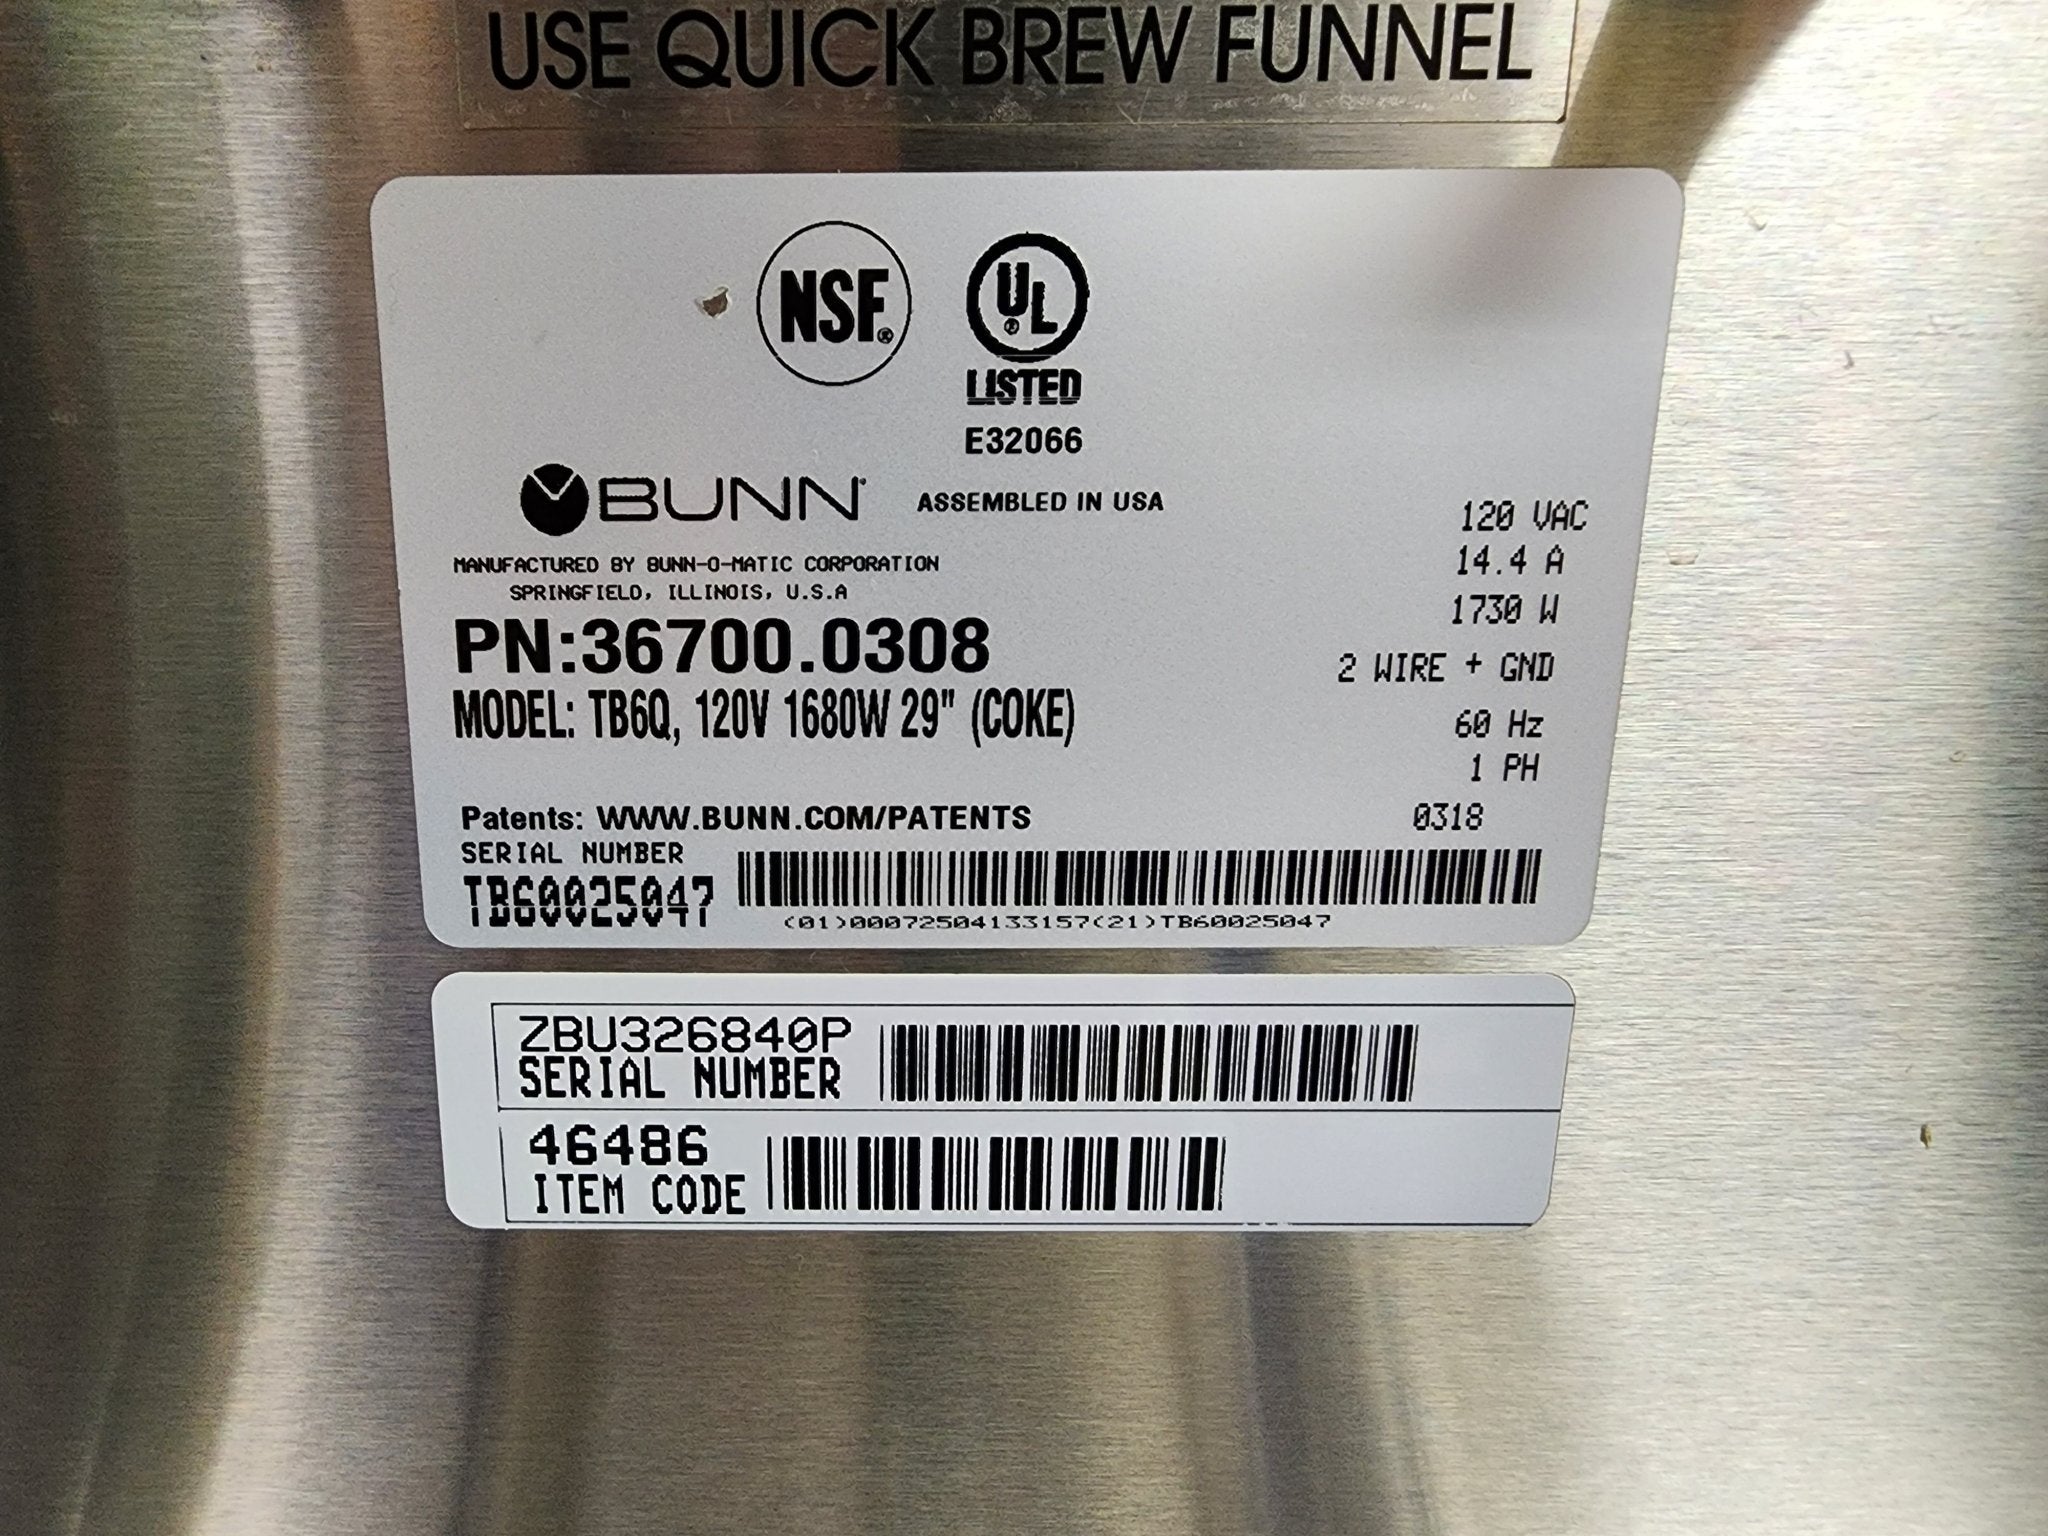 USE QUICK BREW FUNNEL
NSF®
UL®
LISTED
E32066
BUNN® ASSEMBLED IN USA
MANUFACTURED BY BUNN-O-MATIC CORPORATION
SPRINGFIELD, ILLINOIS, U.S.A
PN:36700.0308
MODEL: TB6Q, 120V 1680W 29" (COKE)
120 VAC
14.4 A
1730 W
2 WIRE + GND
60 Hz
1 PH
0318
Patents: WWW.BUNN.COM/PATENTS
SERIAL NUMBER
TB60025047
(01)00072504133157(21)TB60025047
ZBU326840P
SERIAL NUMBER
46486
ITEM CODE